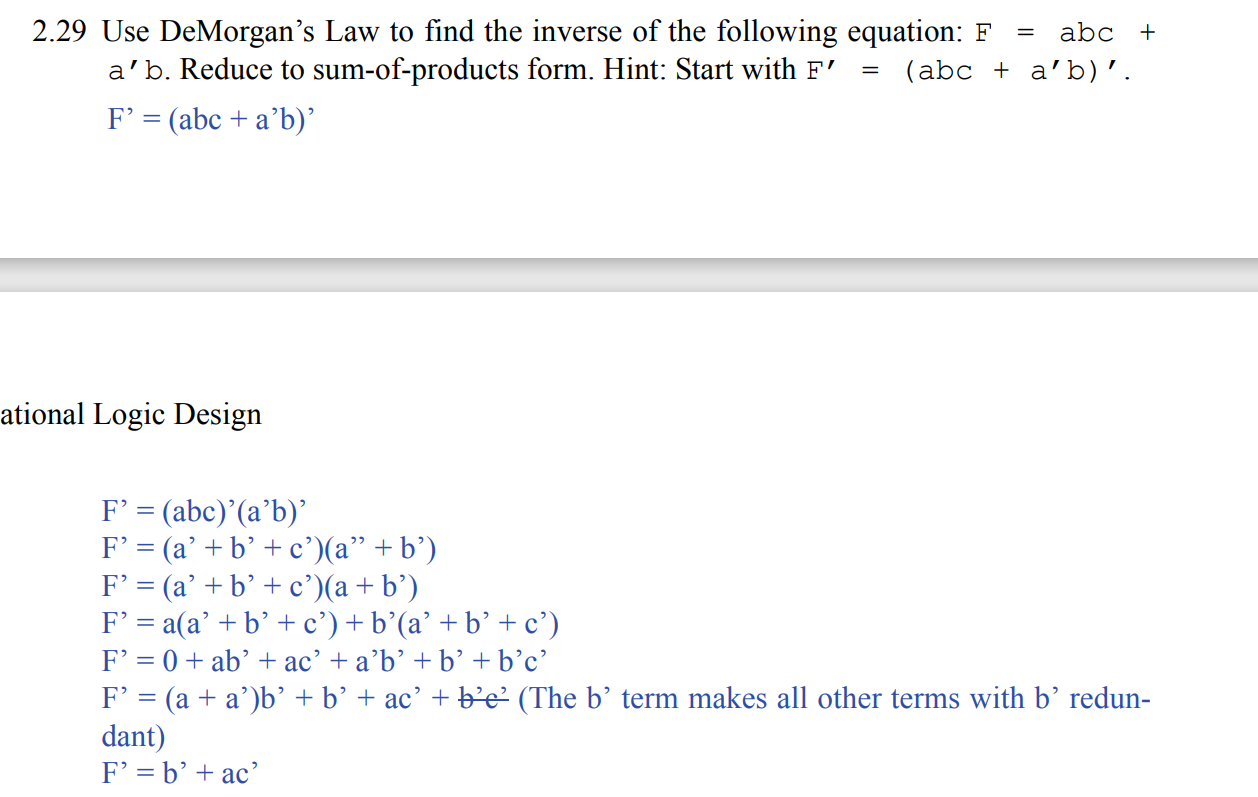 2.29 Use DeMorgan’s Law to find the inverse of the following equation: F = abc +
a′b. Reduce to sum-of-products form. Hint: Start with F′ = (abc + a′b)′.
F’ = (abc + a’b)’
ational Logic Design
F’ = (abc)’(a’b)’
F’ = (a’ + b’ + c’)(a’’ + b’)
F’ = (a’ + b’ + c’)(a + b’)
F’ = a(a’ + b’ + c’) + b’(a’ + b’ + c’)
F’ = 0 + ab’ + ac’ + a’b’ + b’ + b’c’
F’ = (a + a’)b’ + b’ + ac’ + b’c’ (The b’ term makes all other terms with b’ redun-
dant)
F’ = b’ + ac’